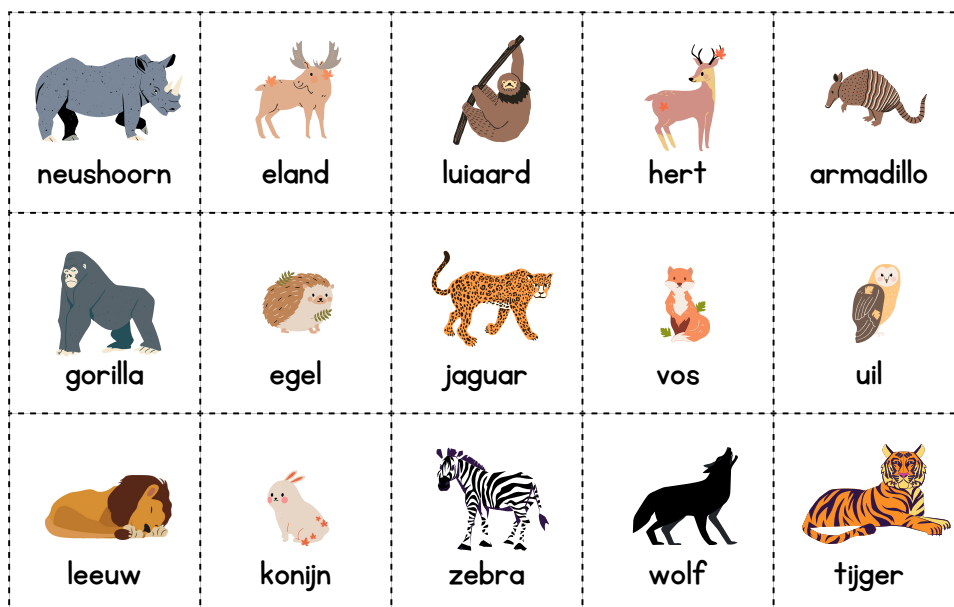 neushoorn
eland
luiaard
hert
armadillo
gorilla
egel
jaguar
vos
uil
leeuw
konijn
zebra
wolf
tijger